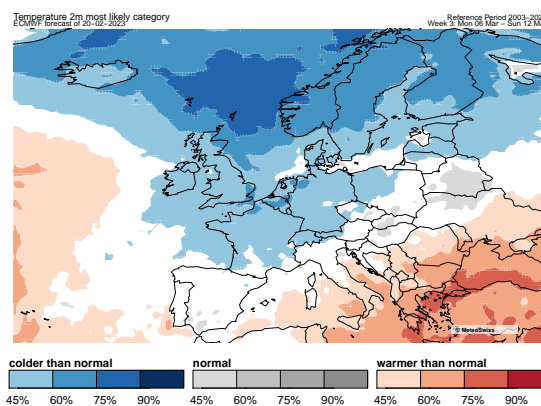 Temperature 2m most likely category
Reference Period 2003-202
ECMWF forecast of 20-02-2023
Week 3: Mon 06 Mar – Sun 12 Ma
© MeteoSwiss
colder than normal
normal
warmer than normal
45% 60% 75% 90%
45% 60% 75% 90%
45% 60% 75% 90%